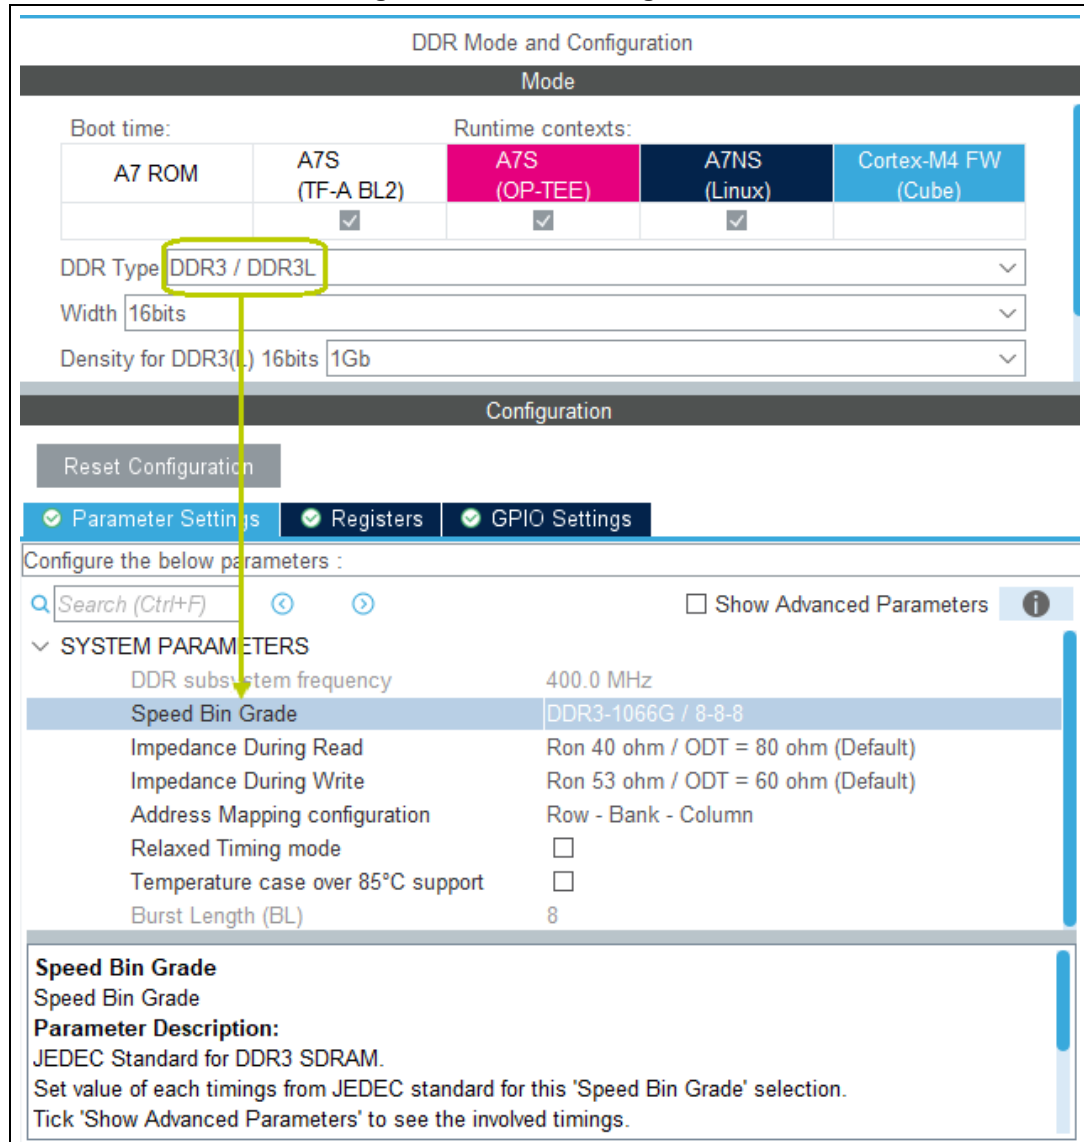 DDR Mode and Configuration
Mode
Boot time: Runtime contexts:
A7 ROM A7S (TF-A BL2) A7S (OP-TEE) A7NS (Linux) Cortex-M4 FW (Cube)
DDR Type DDR3 / DDR3L
Width 16bits
Density for DDR3(L) 16bits 1Gb
Configuration
Reset Configuration
Parameter Settings Registers GPIO Settings
Configure the below parameters :
Search (Ctrl+F) Show Advanced Parameters
SYSTEM PARAMETERS
DDR subsystem frequency 400.0 MHz
Speed Bin Grade DDR3-1066G / 8-8-8
Impedance During Read Ron 40 ohm / ODT = 80 ohm (Default)
Impedance During Write Ron 53 ohm / ODT = 60 ohm (Default)
Address Mapping configuration Row - Bank - Column
Relaxed Timing mode
Temperature case over 85°C support
Burst Length (BL) 8
Speed Bin Grade
Speed Bin Grade
Parameter Description:
JEDEC Standard for DDR3 SDRAM.
Set value of each timings from JEDEC standard for this 'Speed Bin Grade' selection.
Tick 'Show Advanced Parameters' to see the involved timings.